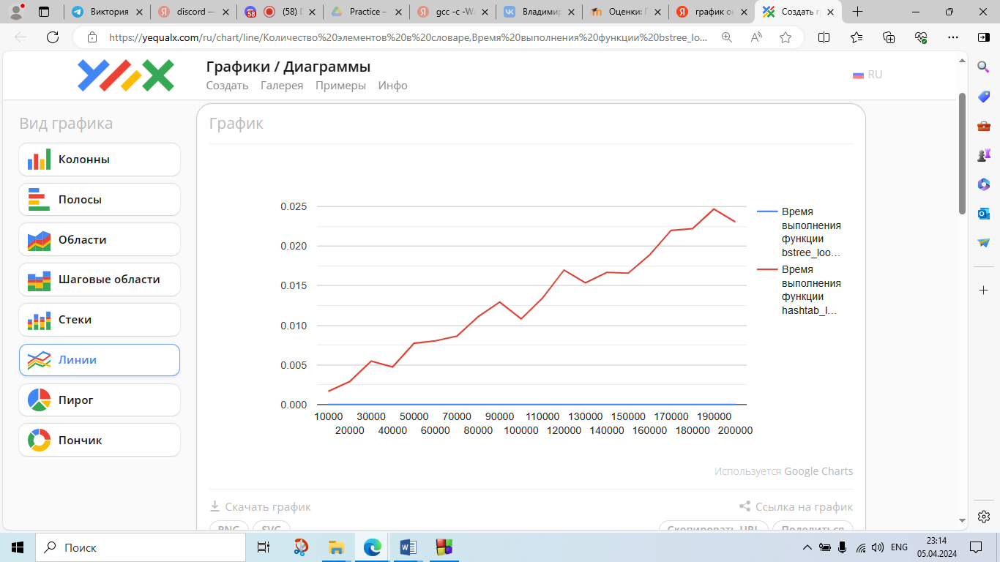 Виктория
discord —
58
(58)
Practice –
gcc -c -Wa
Владимир
Оценки: Г
график он
Создать г
https://yequalx.com/ru/chart/line/Количество%20элементов%20в%20словаре,Время%20выполнения%20функции%20bstree_lo...
Графики / Диаграммы
RU
Создать Галерея Примеры Инфо
Вид графика
График
Колонны
Полосы
Области
Шаговые области
Стеки
Линии
Пирог
Пончик
0.025
0.020
0.015
0.010
0.005
0.000
10000 30000 50000 70000 90000 110000 130000 150000 170000 190000
20000 40000 60000 80000 100000 120000 140000 160000 180000 200000
Время
выполнения
функции
bstree_loo...
Время
выполнения
функции
hashtab_l...
Используется Google Charts
Скачать график
Ссылка на график
PNG SVG
Скопировать URL Поделиться
Поиск
ENG
23:14
05.04.2024